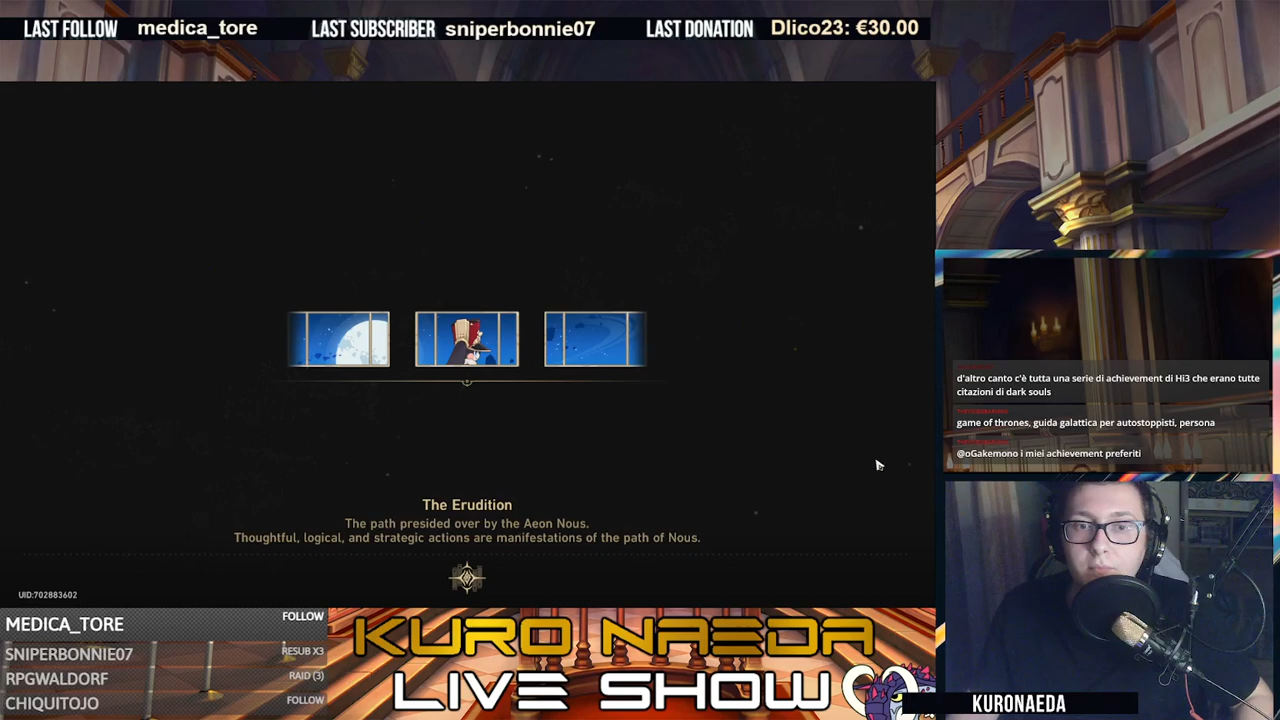 LAST FOLLOW medica_tore LAST SUBSCRIBER sniperbonnie07 LAST DONATION Dlico23: €30.00
d'altro canto c'è tutta una serie di achievement di Hi3 che erano tutte
citazioni di dark souls
game of thrones, guida galattica per autostoppisti, persona
@oGakemono i miei achievement preferiti
The Erudition
The path presided over by the Aeon Nous.
Thoughtful, logical, and strategic actions are manifestations of the path of Nous.
UID:702883602
MEDICA_TORE FOLLOW
SNIPERBONNIE07 RESUB X3
RPGWALDORF RAID (3)
CHIQUITOJO FOLLOW
KURO NAEDA
LIVE SHOW
KURONAEDA